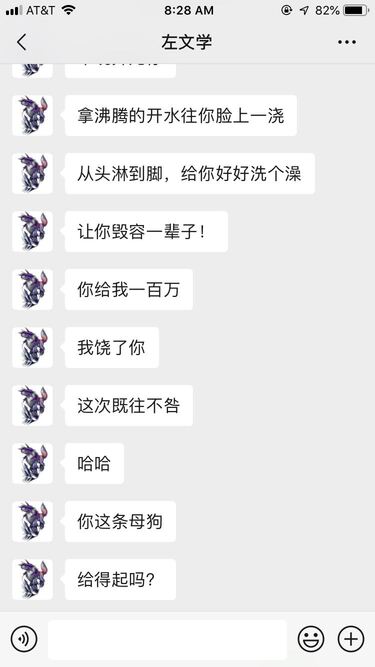 AT&T 8:28 AM 82%
左文学
拿沸腾的开水往你脸上一浇
从头淋到脚，给你好好洗个澡
让你毁容一辈子！
你给我一百万
我饶了你
这次既往不咎
哈哈
你这条母狗
给得起吗？